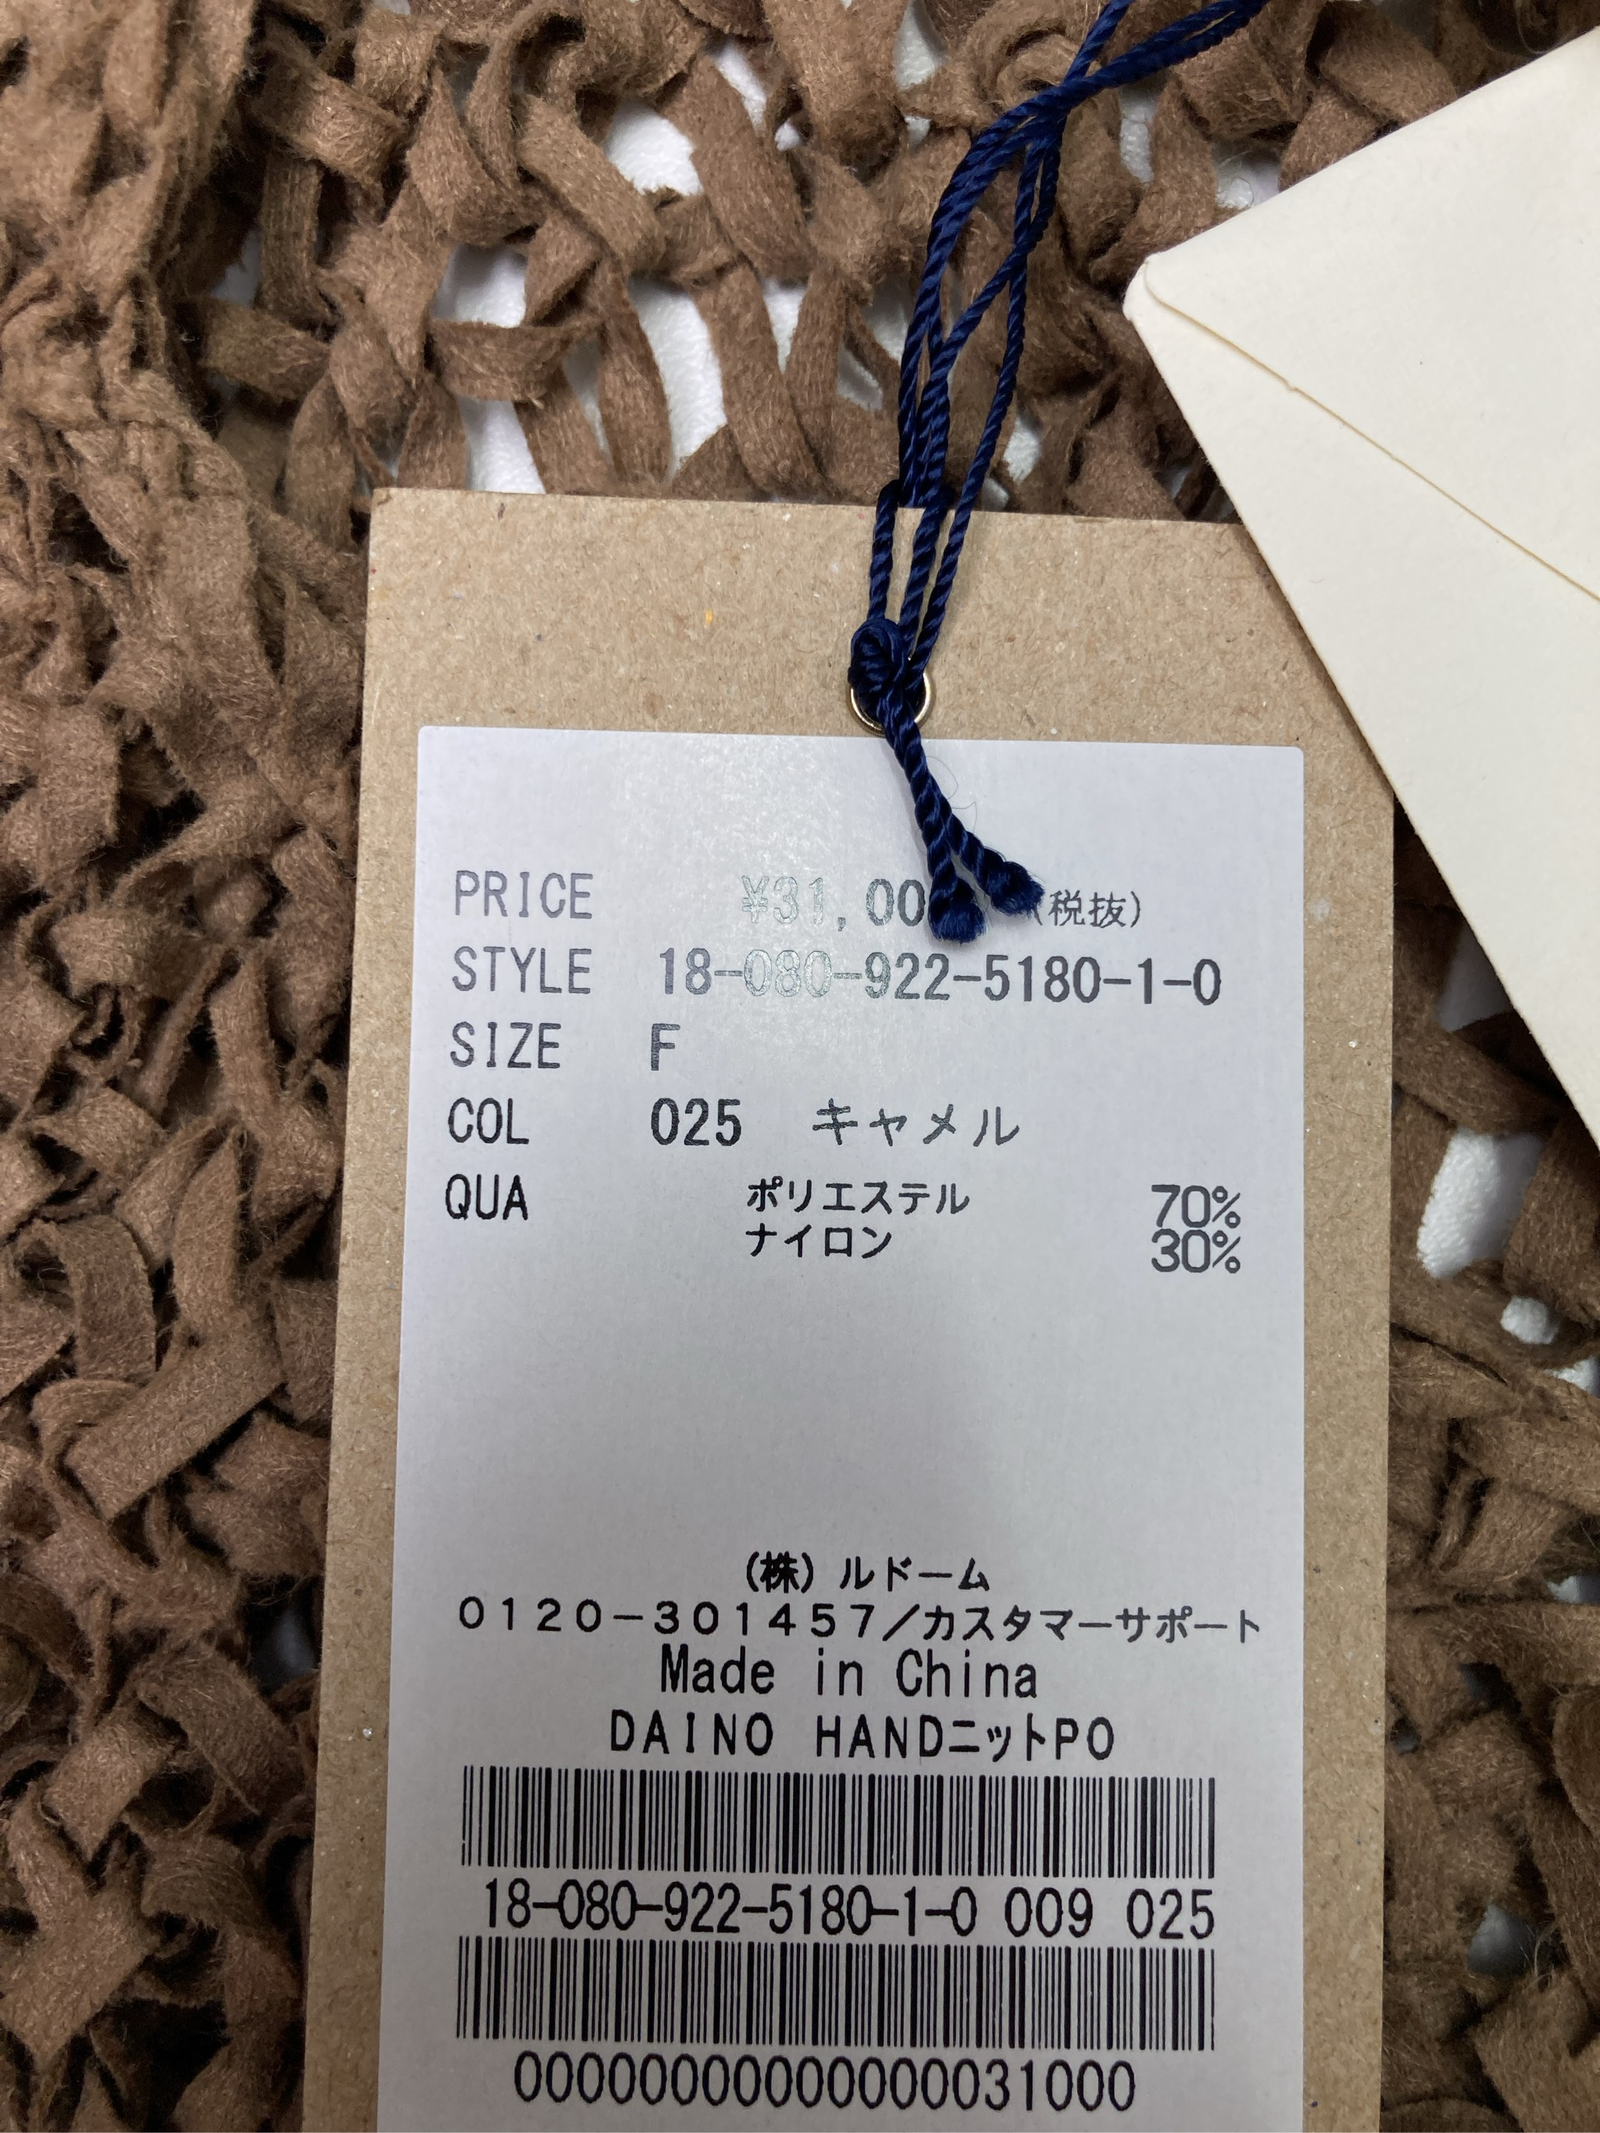 PRICE ¥31,00 (税抜)
STYLE 18-080-922-5180-1-0
SIZE F
COL 025 キャメル
QUA ポリエステル 70%
ナイロン 30%
(株) ルドーム
0120-301457/カスタマーサポート
Made in China
DAINO HANDニットPO
18-080-922-5180-1-0 009 025
00000000000000031000